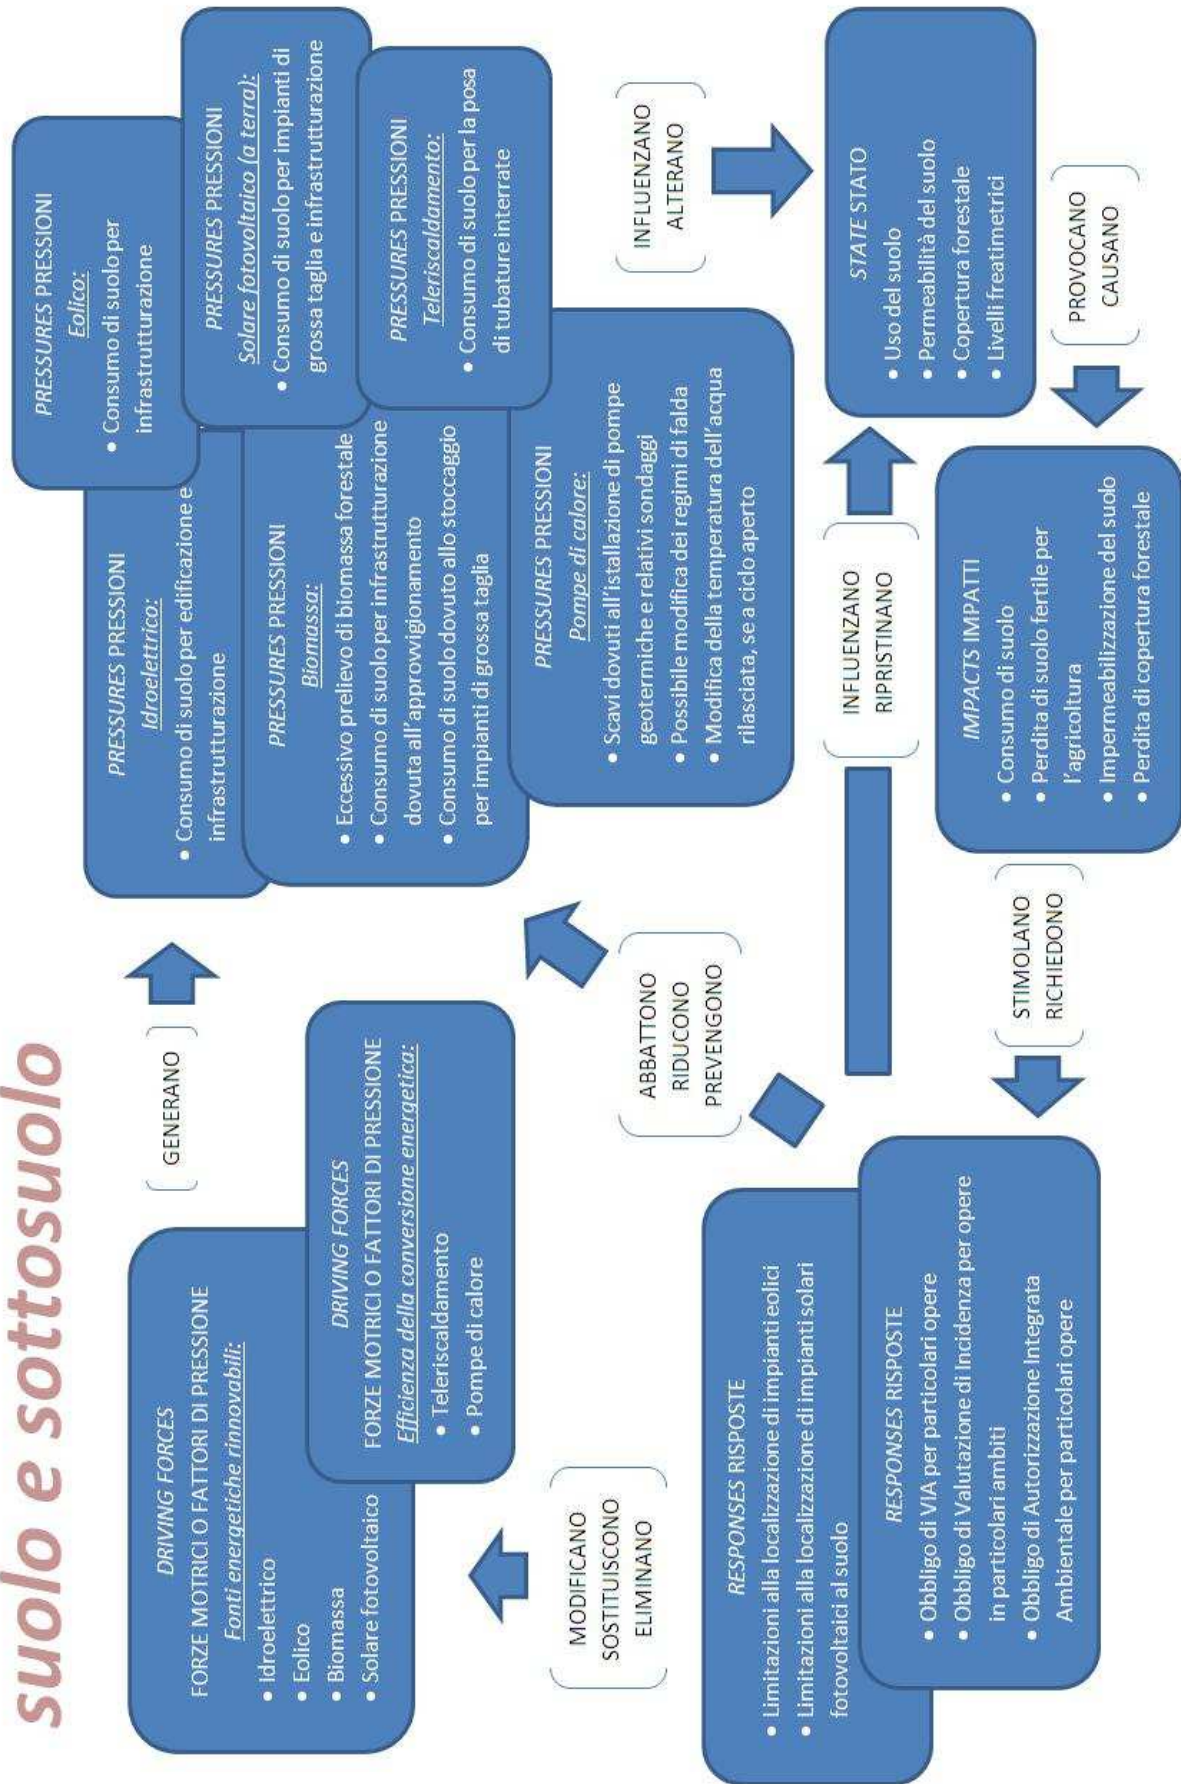 suolo e sottosuolo
DRIVING FORCES
FORZE MOTRICI O FATTORI DI PRESSIONE
Fonti energetiche rinnovabili:
• Idroelettrico
• Eolico
• Biomassa
• Solare fotovoltaico
DRIVING FORCES
FORZE MOTRICI O FATTORI DI PRESSIONE
Efficienza della conversione energetica:
• Teleriscaldamento
• Pompe di calore
GENERANO
PRESSURES PRESSIONI
Eolico:
• Consumo di suolo per
infrastrutturazione
PRESSURES PRESSIONI
Idroelettrico:
• Consumo di suolo per edificazione e
infrastrutturazione
PRESSURES PRESSIONI
Solare fotovoltaico (a terra):
• Consumo di suolo per impianti di
grossa taglia e infrastrutturazione
PRESSURES PRESSIONI
Biomassa:
• Eccessivo prelievo di biomassa forestale
• Consumo di suolo per infrastrutturazione
dovuta all'approvvigionamento
• Consumo di suolo dovuto allo stoccaggio
per impianti di grossa taglia
PRESSURES PRESSIONI
Teleriscaldamento:
• Consumo di suolo per la posa
di tubature interrate
PRESSURES PRESSIONI
Pompe di calore:
• Scavi dovuti all'istallazione di pompe
geotermiche e relativi sondaggi
• Possibile modifica dei regimi di falda
• Modifica della temperatura dell'acqua
rilasciata, se a ciclo aperto
MODIFICANO
SOSTITUISCONO
ELIMINANO
ABBATTONO
RIDUCONO
PREVENGONO
INFLUENZANO
ALTERANO
RESPONSES RISPOSTE
• Limitazioni alla localizzazione di impianti eolici
• Limitazioni alla localizzazione di impianti solari
fotovoltaici al suolo
RESPONSES RISPOSTE
• Obbligo di VIA per particolari opere
• Obbligo di Valutazione di Incidenza per opere
in particolari ambiti
• Obbligo di Autorizzazione Integrata
Ambientale per particolari opere
INFLUENZANO
RIPRISTINANO
STATE STATO
• Uso del suolo
• Permeabilità del suolo
• Copertura forestale
• Livelli freatimetrici
STIMOLANO
RICHIEDONO
IMPACTS IMPATTI
• Consumo di suolo
• Perdita di suolo fertile per
l'agricoltura
• Impermeabilizzazione del suolo
• Perdita di copertura forestale
PROVOCANO
CAUSANO